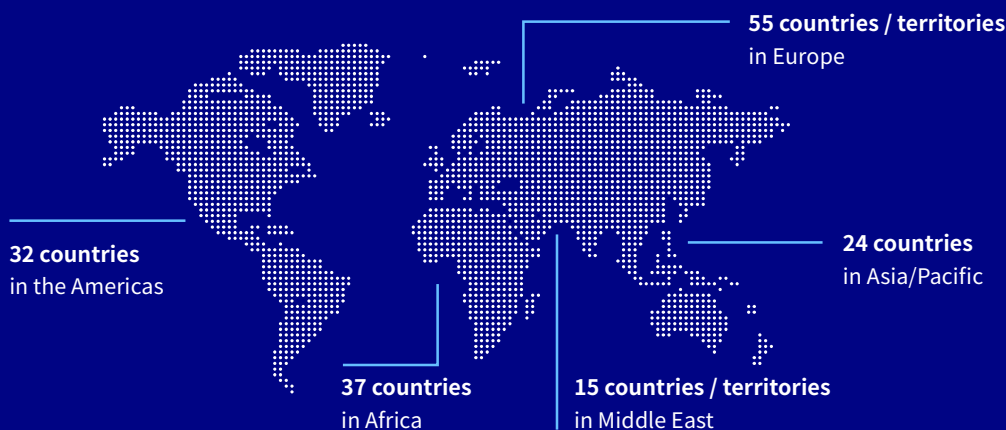 55 countries / territories
in Europe
32 countries
in the Americas
24 countries
in Asia/Pacific
37 countries
in Africa
15 countries / territories
in Middle East